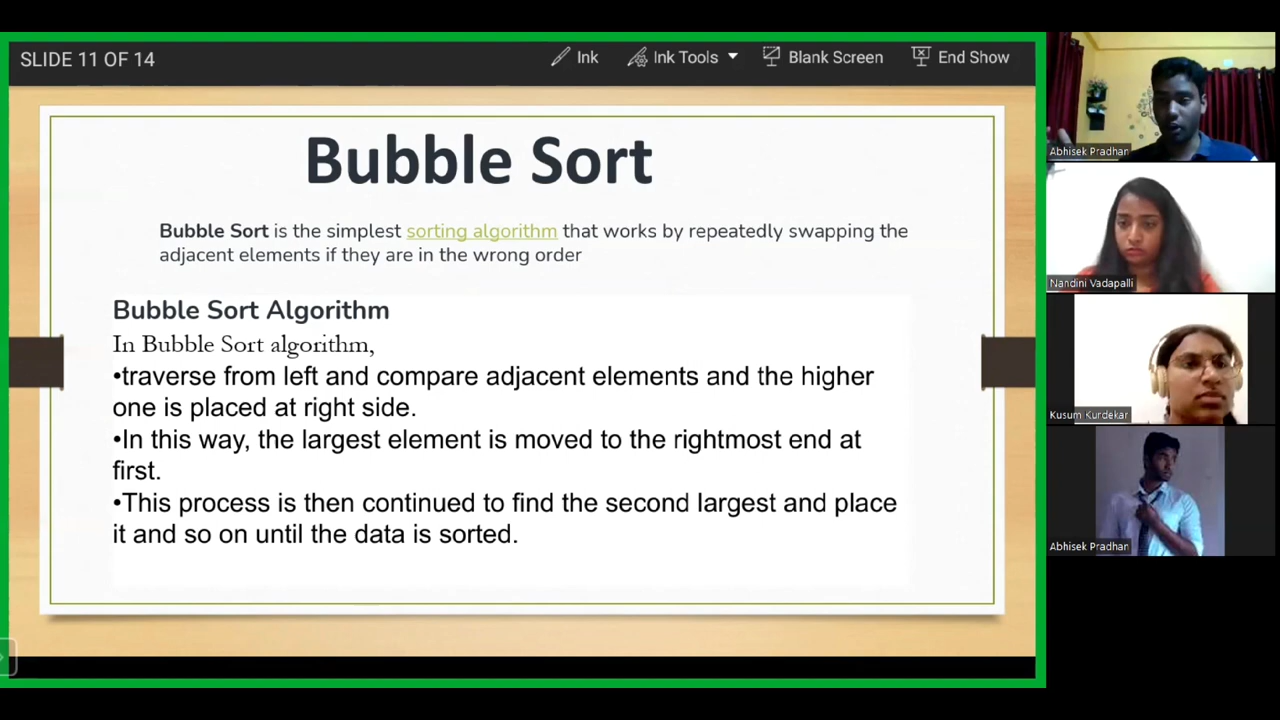 SLIDE 11 OF 14
Ink
Ink Tools
Blank Screen
End Show
Bubble Sort
Bubble Sort is the simplest sorting algorithm that works by repeatedly swapping the
adjacent elements if they are in the wrong order
Bubble Sort Algorithm
In Bubble Sort algorithm,
•traverse from left and compare adjacent elements and the higher
one is placed at right side.
•In this way, the largest element is moved to the rightmost end at
first.
•This process is then continued to find the second largest and place
it and so on until the data is sorted.
Abhisek Pradhan
Nandini Vadapalli
Kusum Kurdekar
Abhisek Pradhan